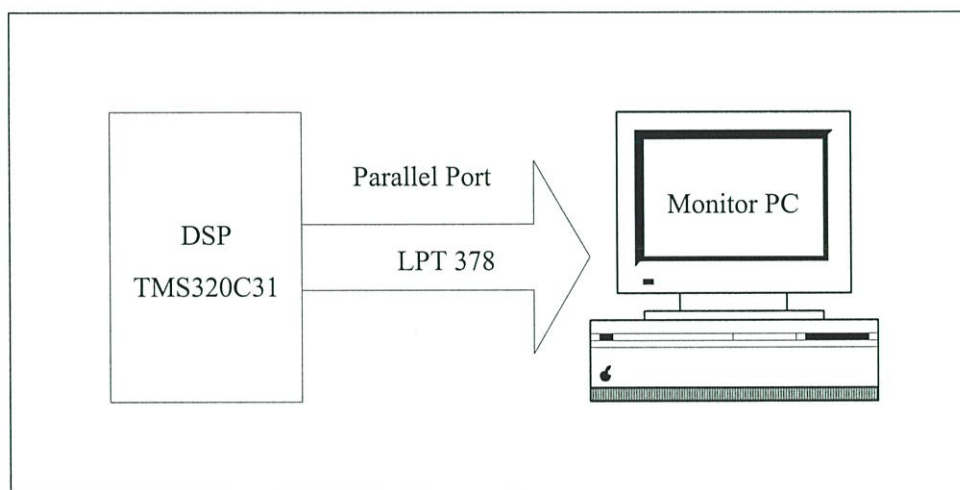 DSP
TMS320C31
Parallel Port
LPT 378
Monitor PC